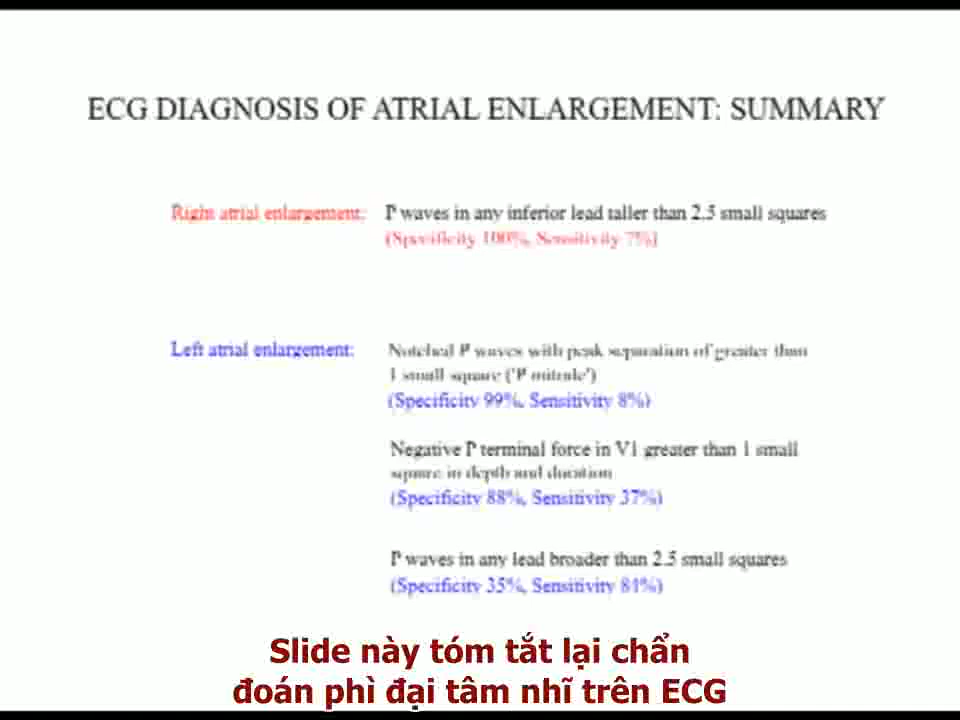 ECG DIAGNOSIS OF ATRIAL ENLARGEMENT: SUMMARY
Right atrial enlargement: P waves in any inferior lead taller than 2.5 small squares
(Specificity 100%, Sensitivity 7%)
Left atrial enlargement: Notched P waves with peak separation of greater than
1 small square ('P mitrale')
(Specificity 99%, Sensitivity 8%)
Negative P terminal force in V1 greater than 1 small
square in depth and duration
(Specificity 88%, Sensitivity 37%)
P waves in any lead broader than 2.5 small squares
(Specificity 35%, Sensitivity 84%)
Slide này tóm tắt lại chẩn
đoán phì đại tâm nhĩ trên ECG